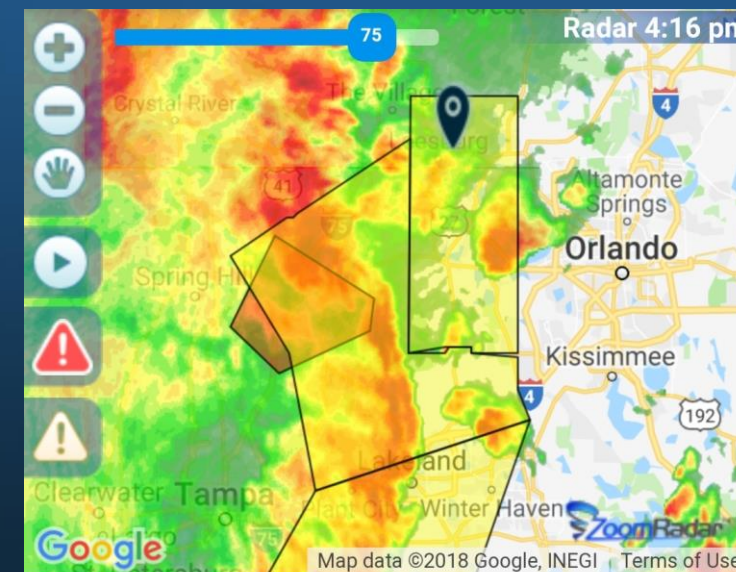 75
Radar 4:16 pm
Crystal River
The Villag
Leesburg
4
41
Altamonte
Springs
75
27
Orlando
Spring Hill
Kissimmee
4
192
Lakeland
Clearwater
Tampa
Plant City
Winter Haven
75
ZoomRadar
Google
Map data ©2018 Google, INEGI
Terms of Use